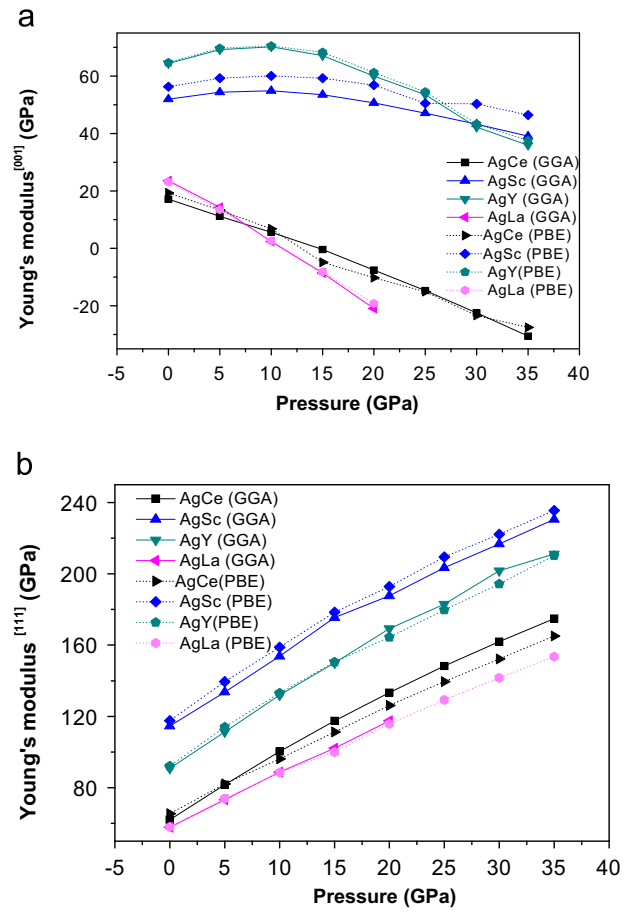 a
Young's modulus[001] (GPa)
60
40
20
0
-20
AgCe (GGA)
AgSc (GGA)
AgY (GGA)
AgLa (GGA)
AgCe (PBE)
AgSc (PBE)
AgY(PBE)
AgLa (PBE)
-5 0 5 10 15 20 25 30 35 40
Pressure (GPa)
b
Young's modulus [111] (GPa)
240
200
160
120
80
AgCe (GGA)
AgSc (GGA)
AgY (GGA)
AgLa (GGA)
AgCe(PBE)
AgSc (PBE)
AgY(PBE)
AgLa (PBE)
-5 0 5 10 15 20 25 30 35 40
Pressure (GPa)